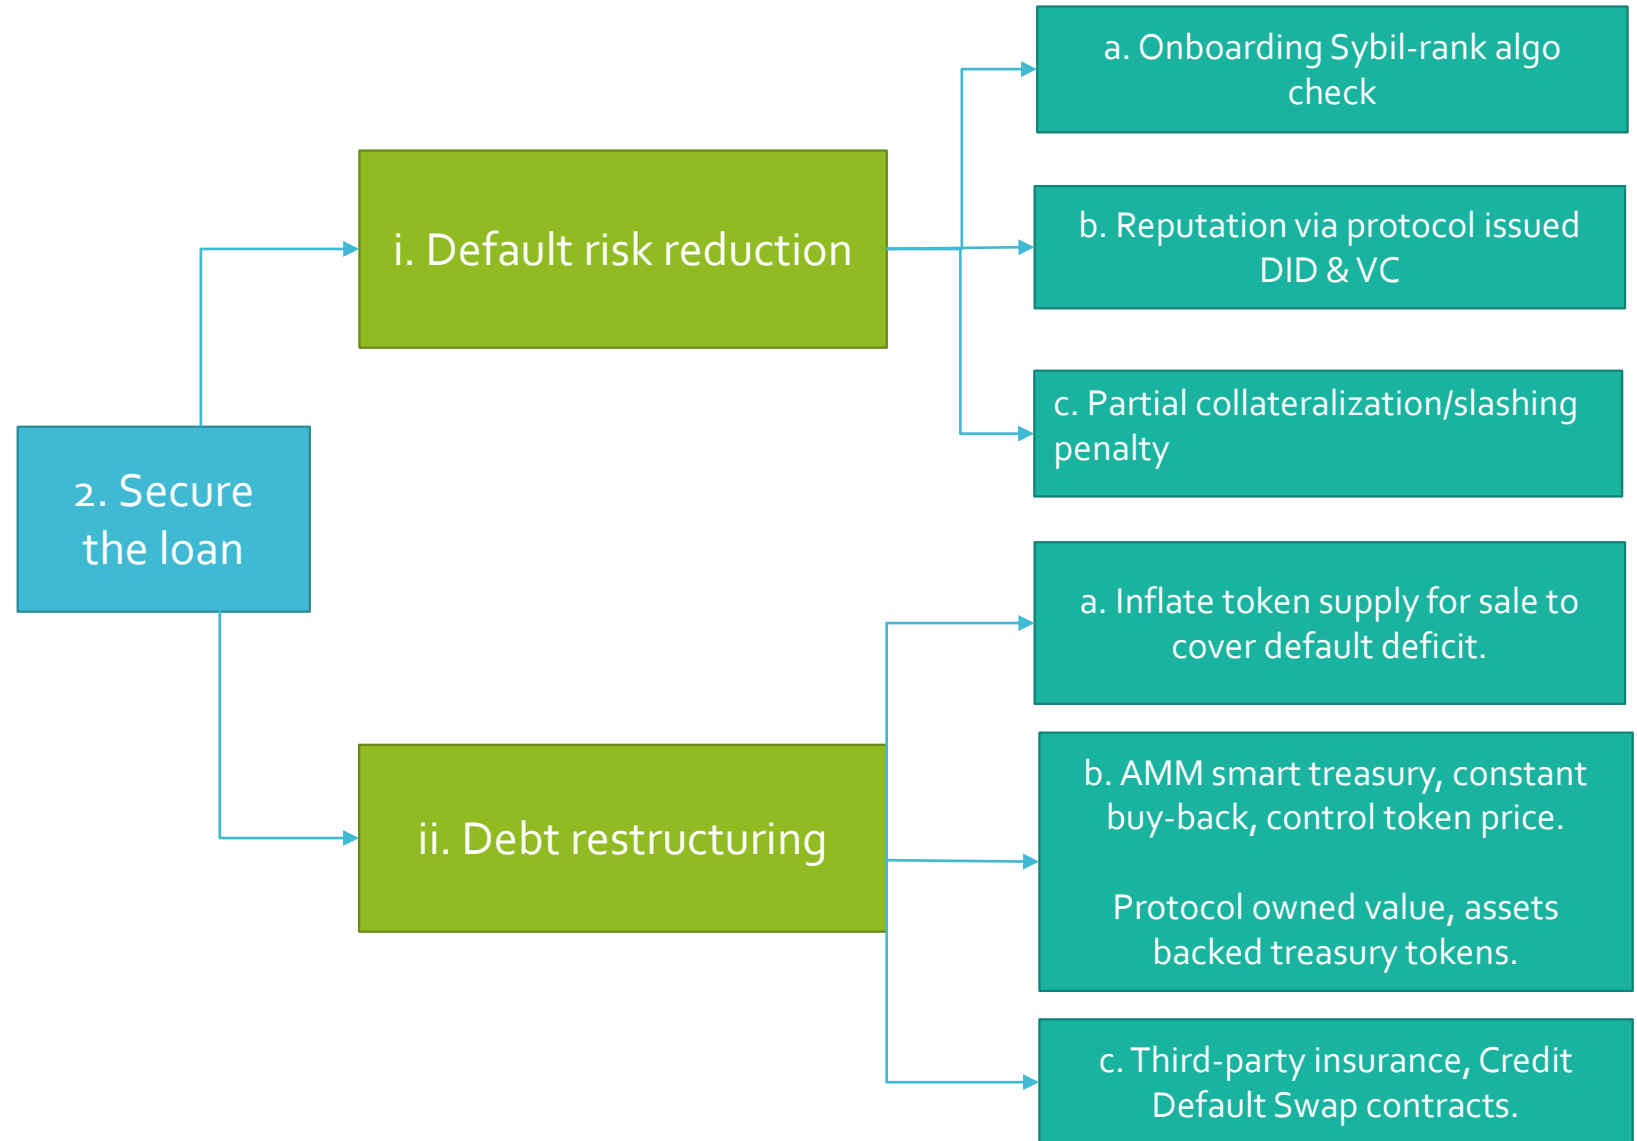 a. Onboarding Sybil-rank algo
check
i. Default risk reduction
b. Reputation via protocol issued
DID & VC
c. Partial collateralization/slashing
penalty
2. Secure
the loan
a. Inflate token supply for sale to
cover default deficit.
ii. Debt restructuring
b. AMM smart treasury, constant
buy-back, control token price.
Protocol owned value, assets
backed treasury tokens.
c. Third-party insurance, Credit
Default Swap contracts.